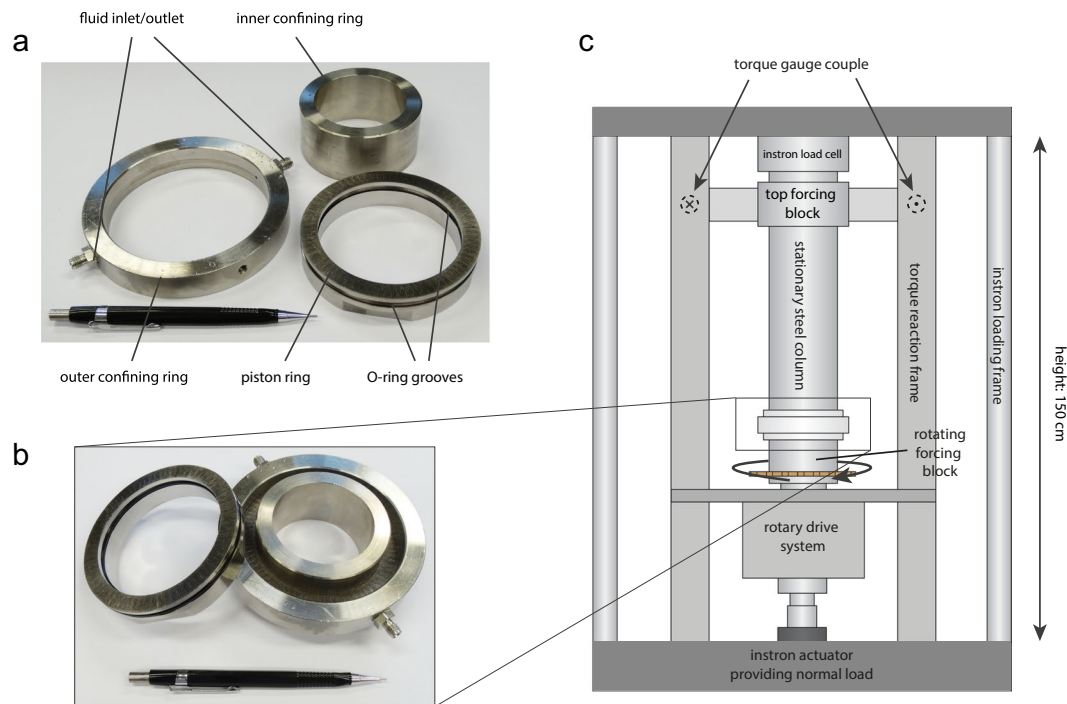 a
fluid inlet/outlet
inner confining ring
outer confining ring
piston ring
O-ring grooves
b
c
torque gauge couple
instron load cell
top forcing
block
stationary steel column
torque reaction frame
instron loading frame
height: 150 cm
rotating
forcing
block
rotary drive
system
instron actuator
providing normal load